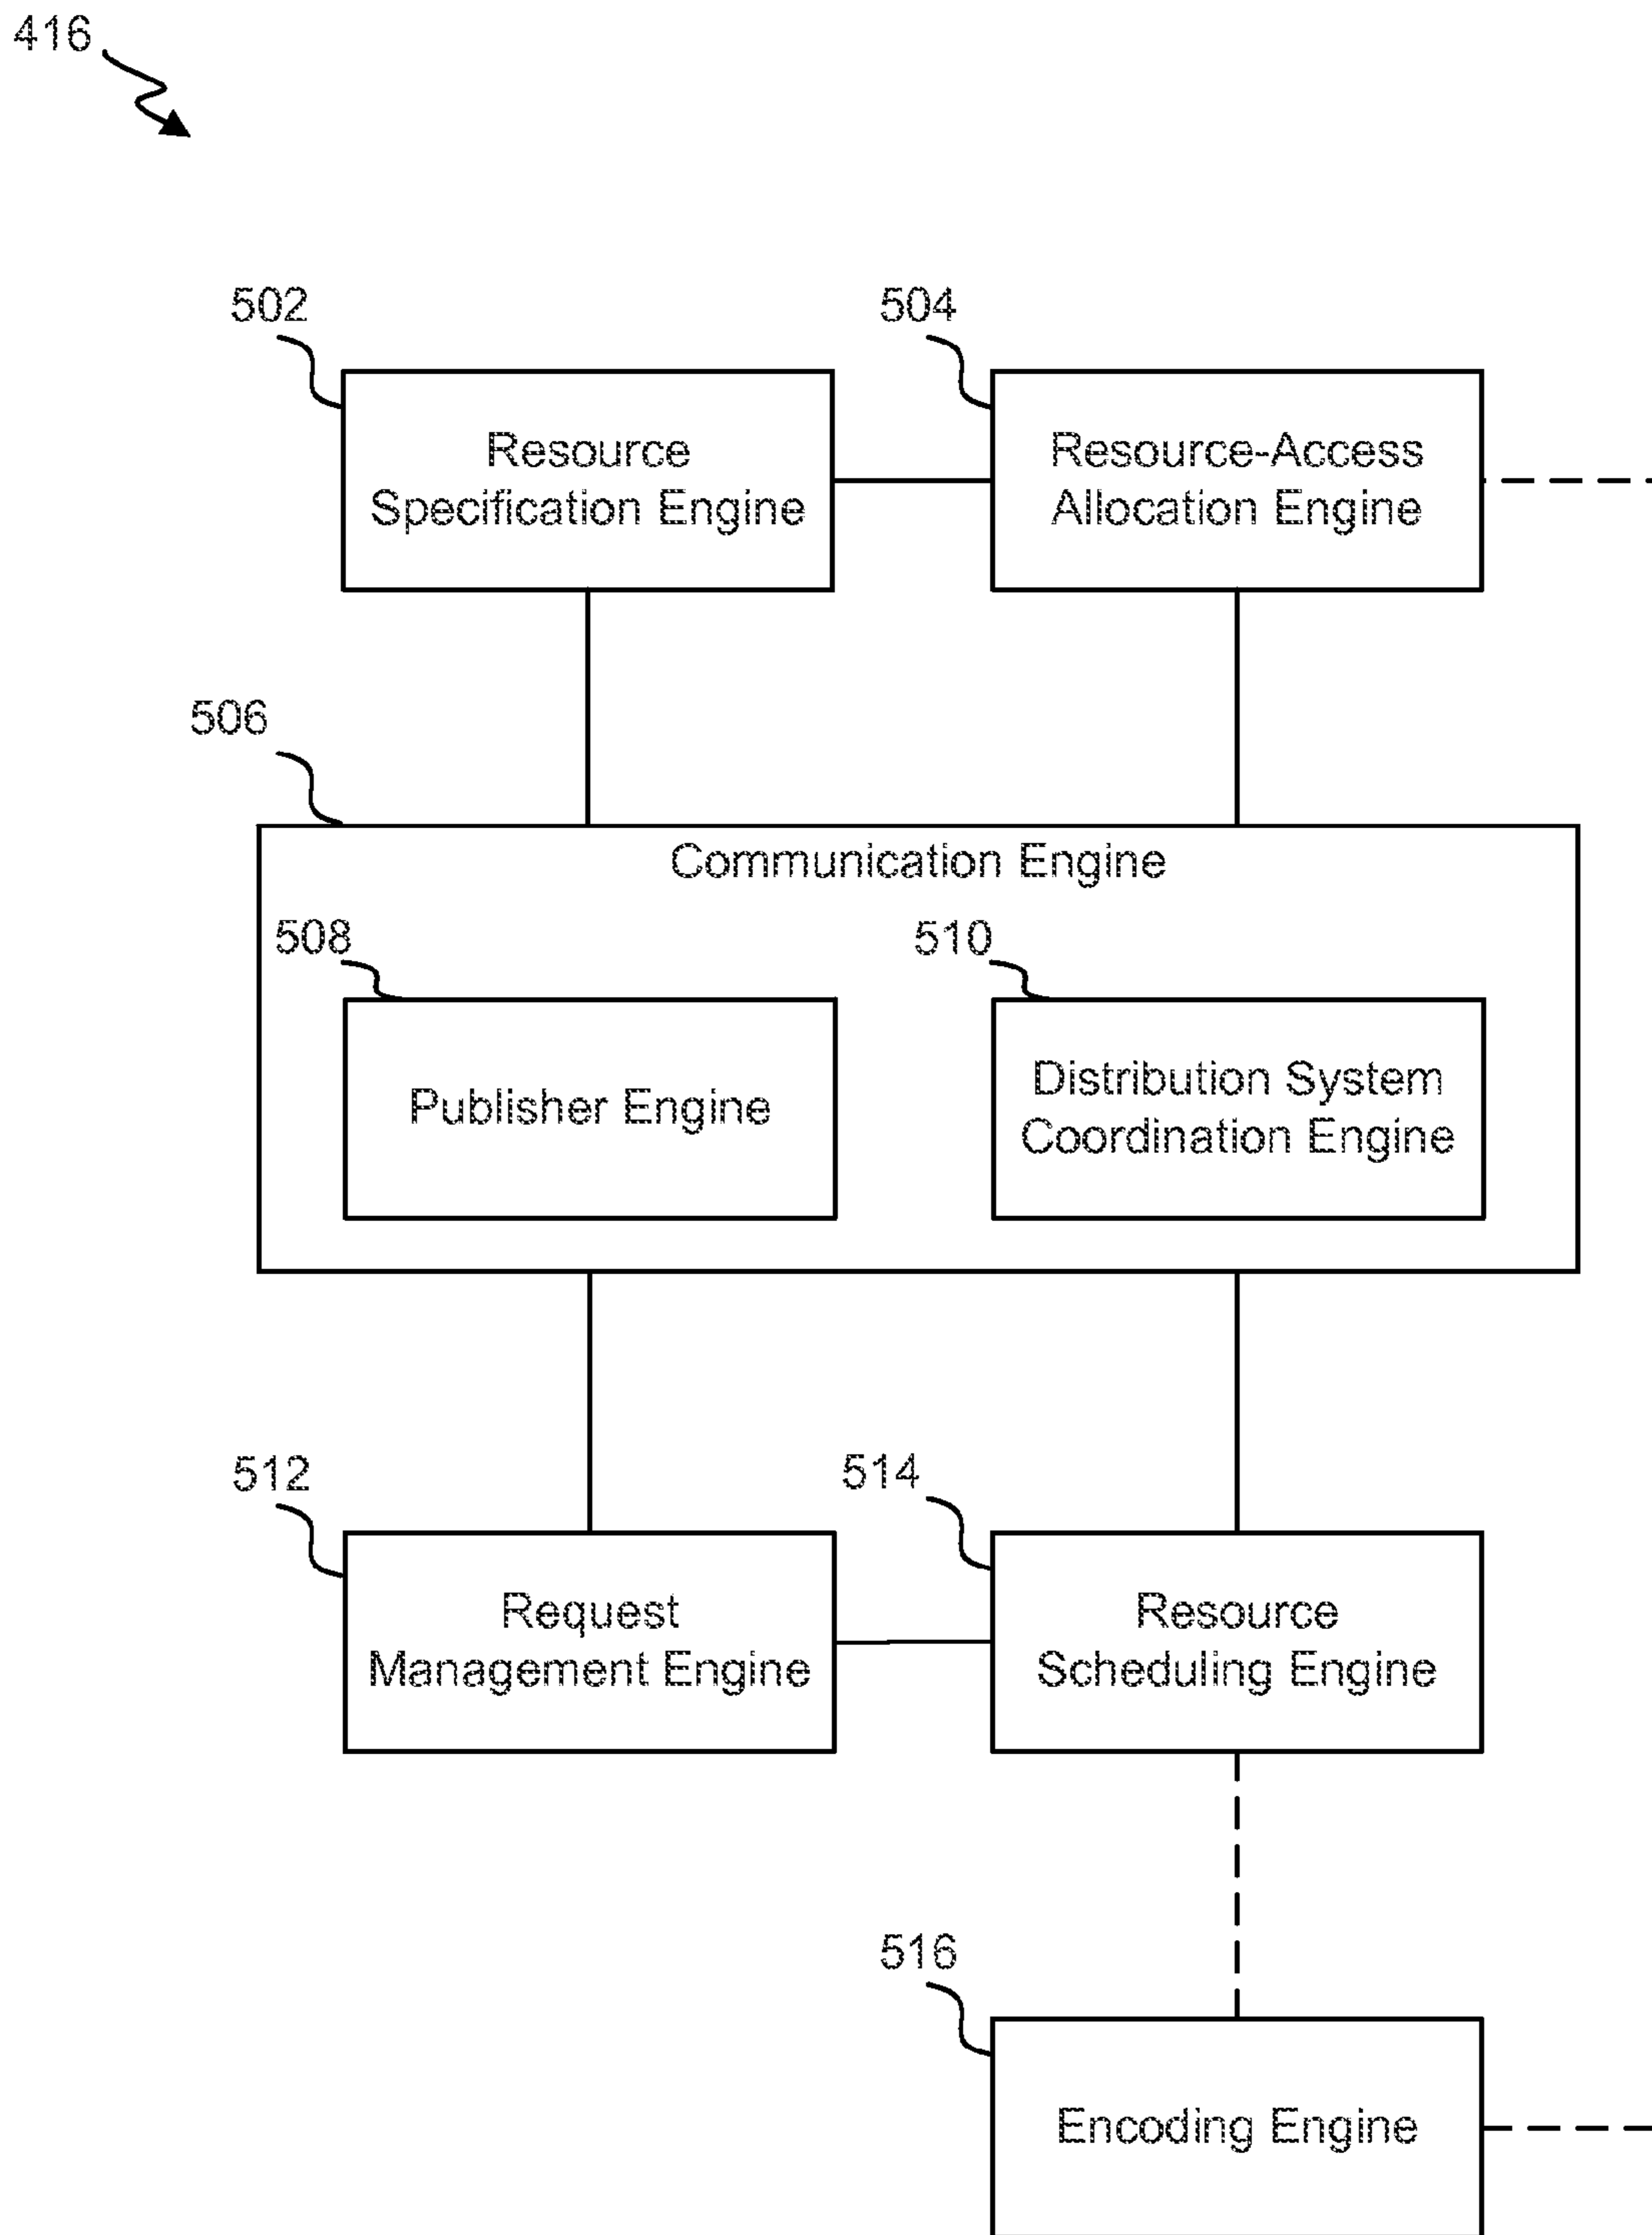 416
502
504
Resource
Specification Engine
Resource-Access
Allocation Engine
506
Communication Engine
508
510
Publisher Engine
Distribution System
Coordination Engine
512
514
Request
Management Engine
Resource
Scheduling Engine
516
Encoding Engine